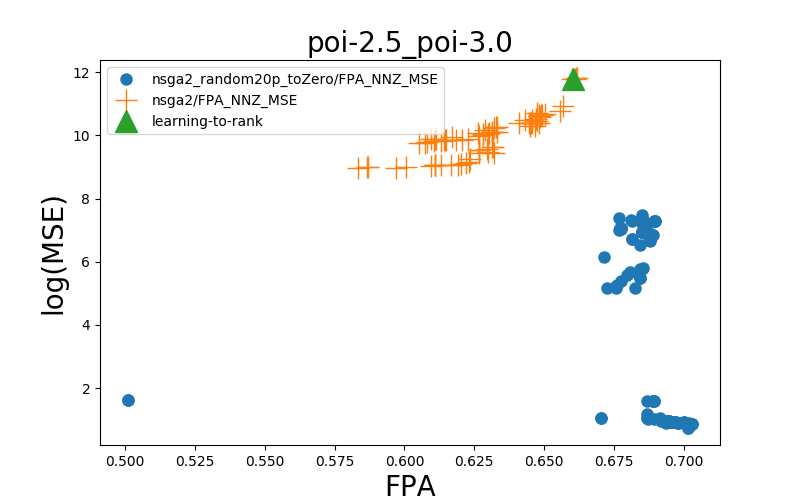 poi-2.5_poi-3.0
nsga2_random20p_toZero/FPA_NNZ_MSE
nsga2/FPA_NNZ_MSE
learning-to-rank
log(MSE)
12
10
8
6
4
2
0.500 0.525 0.550 0.575 0.600 0.625 0.650 0.675 0.700
FPA